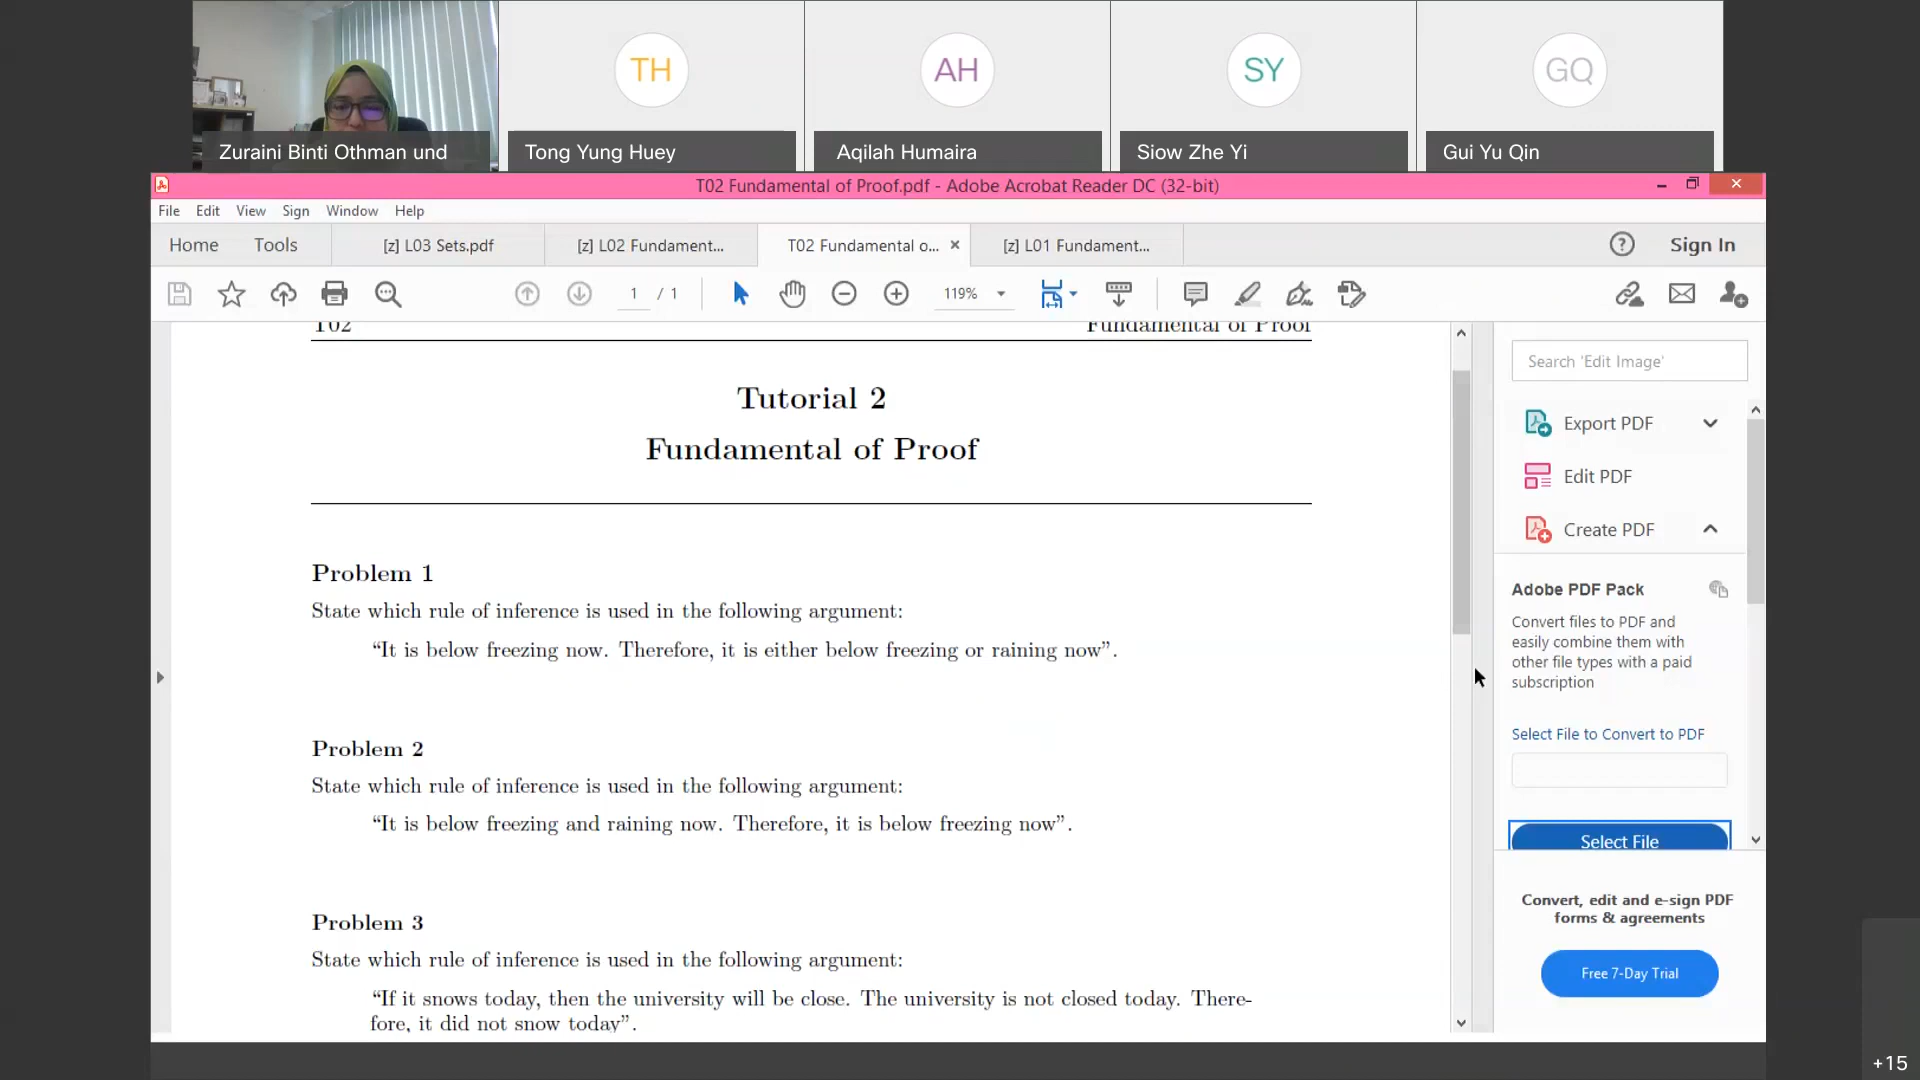 TH
AH
SY
GQ
Zuraini Binti Othman und
Tong Yung Huey
Aqilah Humaira
Siow Zhe Yi
Gui Yu Qin
T02 Fundamental of Proof.pdf - Adobe Acrobat Reader DC (32-bit)
File Edit View Sign Window Help
Home Tools [z] L03 Sets.pdf [z] L02 Fundament... T02 Fundamental o... × [z] L01 Fundament... ? Sign In
1 / 1 119%
T02 Fundamental of Proof
Tutorial 2
Fundamental of Proof
Problem 1
State which rule of inference is used in the following argument:
“It is below freezing now. Therefore, it is either below freezing or raining now”.
Problem 2
State which rule of inference is used in the following argument:
“It is below freezing and raining now. Therefore, it is below freezing now”.
Problem 3
State which rule of inference is used in the following argument:
“If it snows today, then the university will be close. The university is not closed today. There-
fore, it did not snow today”.
Search 'Edit Image'
Export PDF
Edit PDF
Create PDF
Adobe PDF Pack
Convert files to PDF and
easily combine them with
other file types with a paid
subscription
Select File to Convert to PDF
Select File
Convert, edit and e-sign PDF
forms & agreements
Free 7-Day Trial
+15